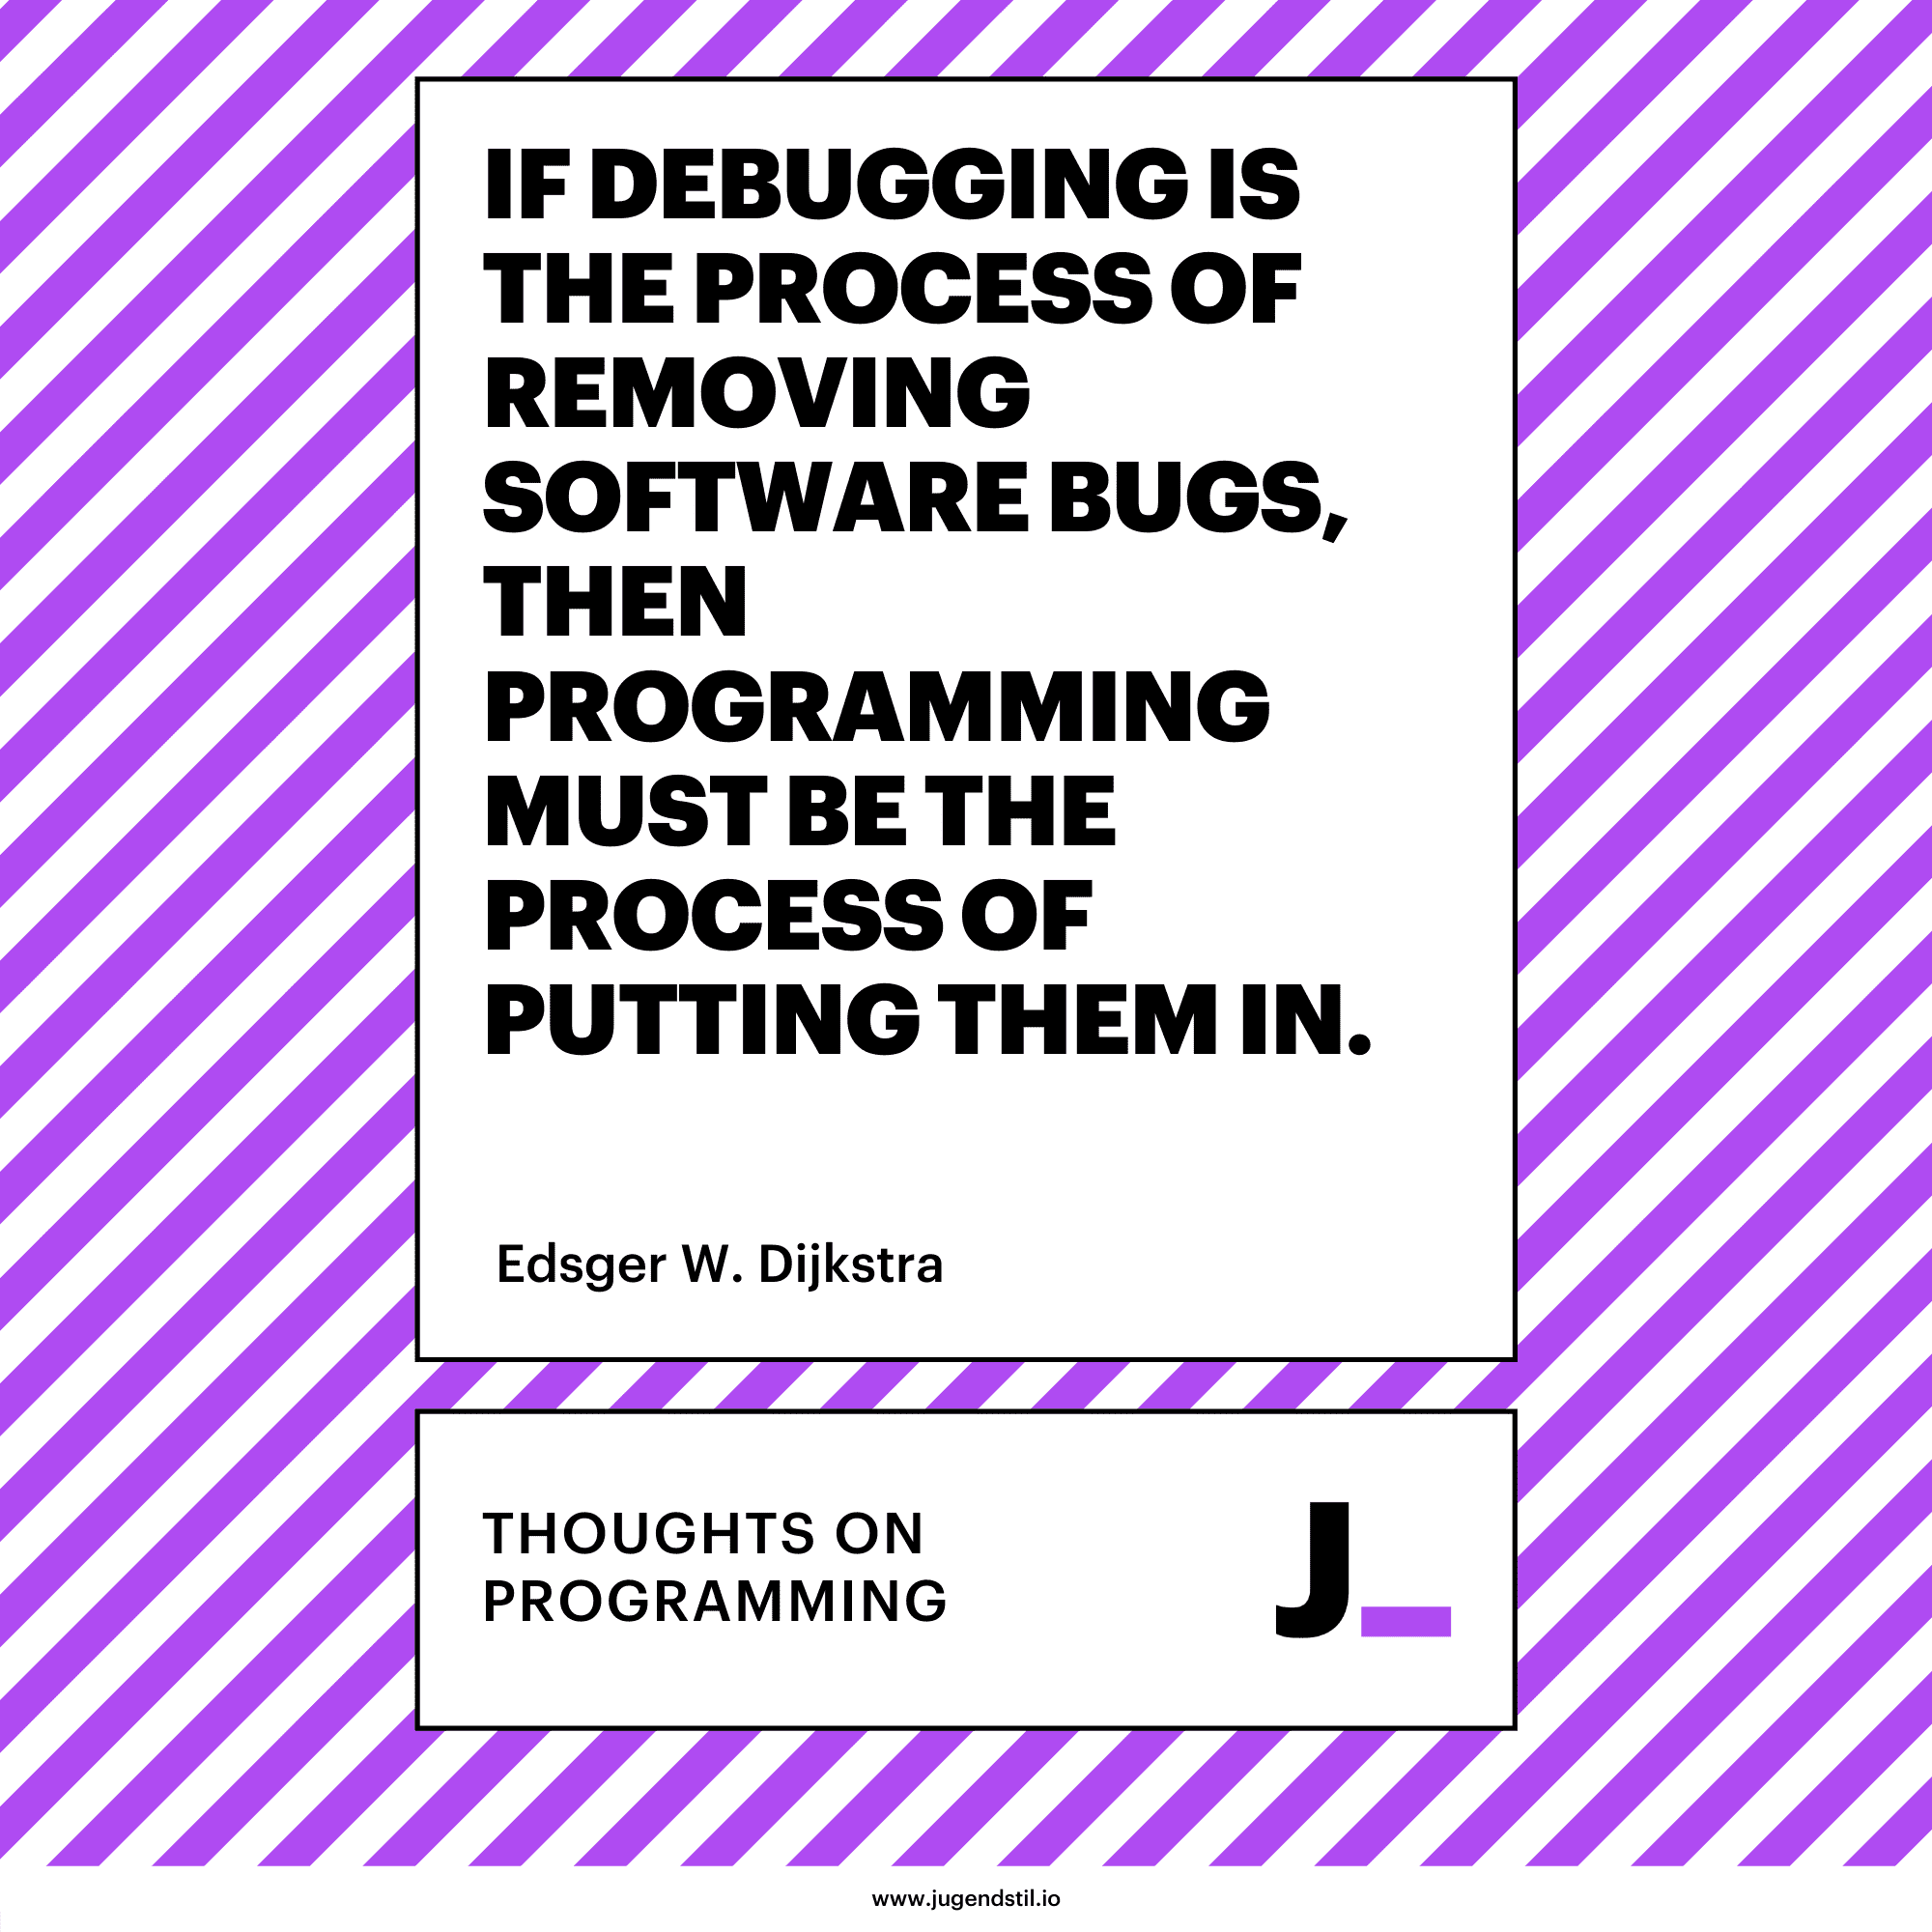 IF DEBUGGING IS
THE PROCESS OF
REMOVING
SOFTWARE BUGS,
THEN
PROGRAMMING
MUST BE THE
PROCESS OF
PUTTING THEM IN.
Edsger W. Dijkstra
THOUGHTS ON
PROGRAMMING
J_
www.jugendstil.io